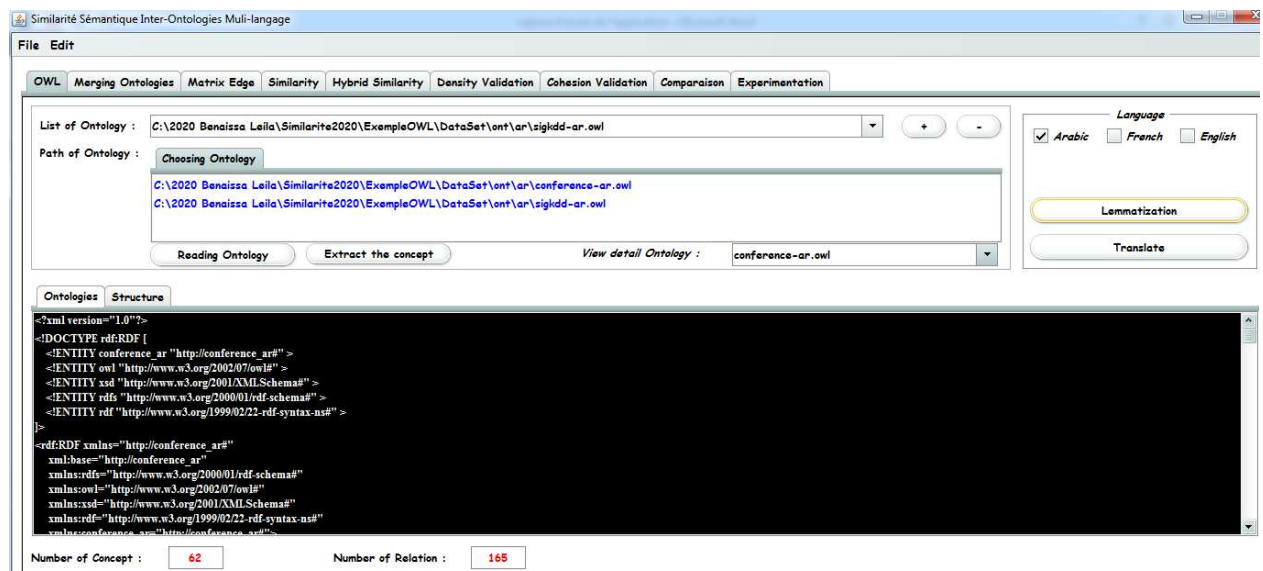 Similarité Sémantique Inter-Ontologies Muli-langage
File Edit
OWL Merging Ontologies Matrix Edge Similarity Hybrid Similarity Density Validation Cohesion Validation Comparaison Experimentation
List of Ontology : C:\2020 Benaissa Leila\Similarite2020\ExempleOWL\DataSet\ont\ar\sigkdd-ar.owl + -
Language
Arabic French English
Path of Ontology : Choosing Ontology
C:\2020 Benaissa Leila\Similarite2020\ExempleOWL\DataSet\ont\ar\conference-ar.owl
C:\2020 Benaissa Leila\Similarite2020\ExempleOWL\DataSet\ont\ar\sigkdd-ar.owl
Lemmatization
Translate
Reading Ontology Extract the concept View detail Ontology : conference-ar.owl
Ontologies Structure
<?xml version="1.0"?>
<!DOCTYPE rdf:RDF [
<!ENTITY conference_ar "http://conference_ar#" >
<!ENTITY owl "http://www.w3.org/2002/07/owl#" >
<!ENTITY xsd "http://www.w3.org/2001/XMLSchema#" >
<!ENTITY rdfs "http://www.w3.org/2000/01/rdf-schema#" >
<!ENTITY rdf "http://www.w3.org/1999/02/22-rdf-syntax-ns#" >
]>
<rdf:RDF xmlns="http://conference_ar#"
xml:base="http://conference_ar"
xmlns:rdfs="http://www.w3.org/2000/01/rdf-schema#"
xmlns:owl="http://www.w3.org/2002/07/owl#"
xmlns:xsd="http://www.w3.org/2001/XMLSchema#"
xmlns:rdf="http://www.w3.org/1999/02/22-rdf-syntax-ns#"
xmlns:conference_ar="http://conference_ar#">
Number of Concept : 62 Number of Relation : 165